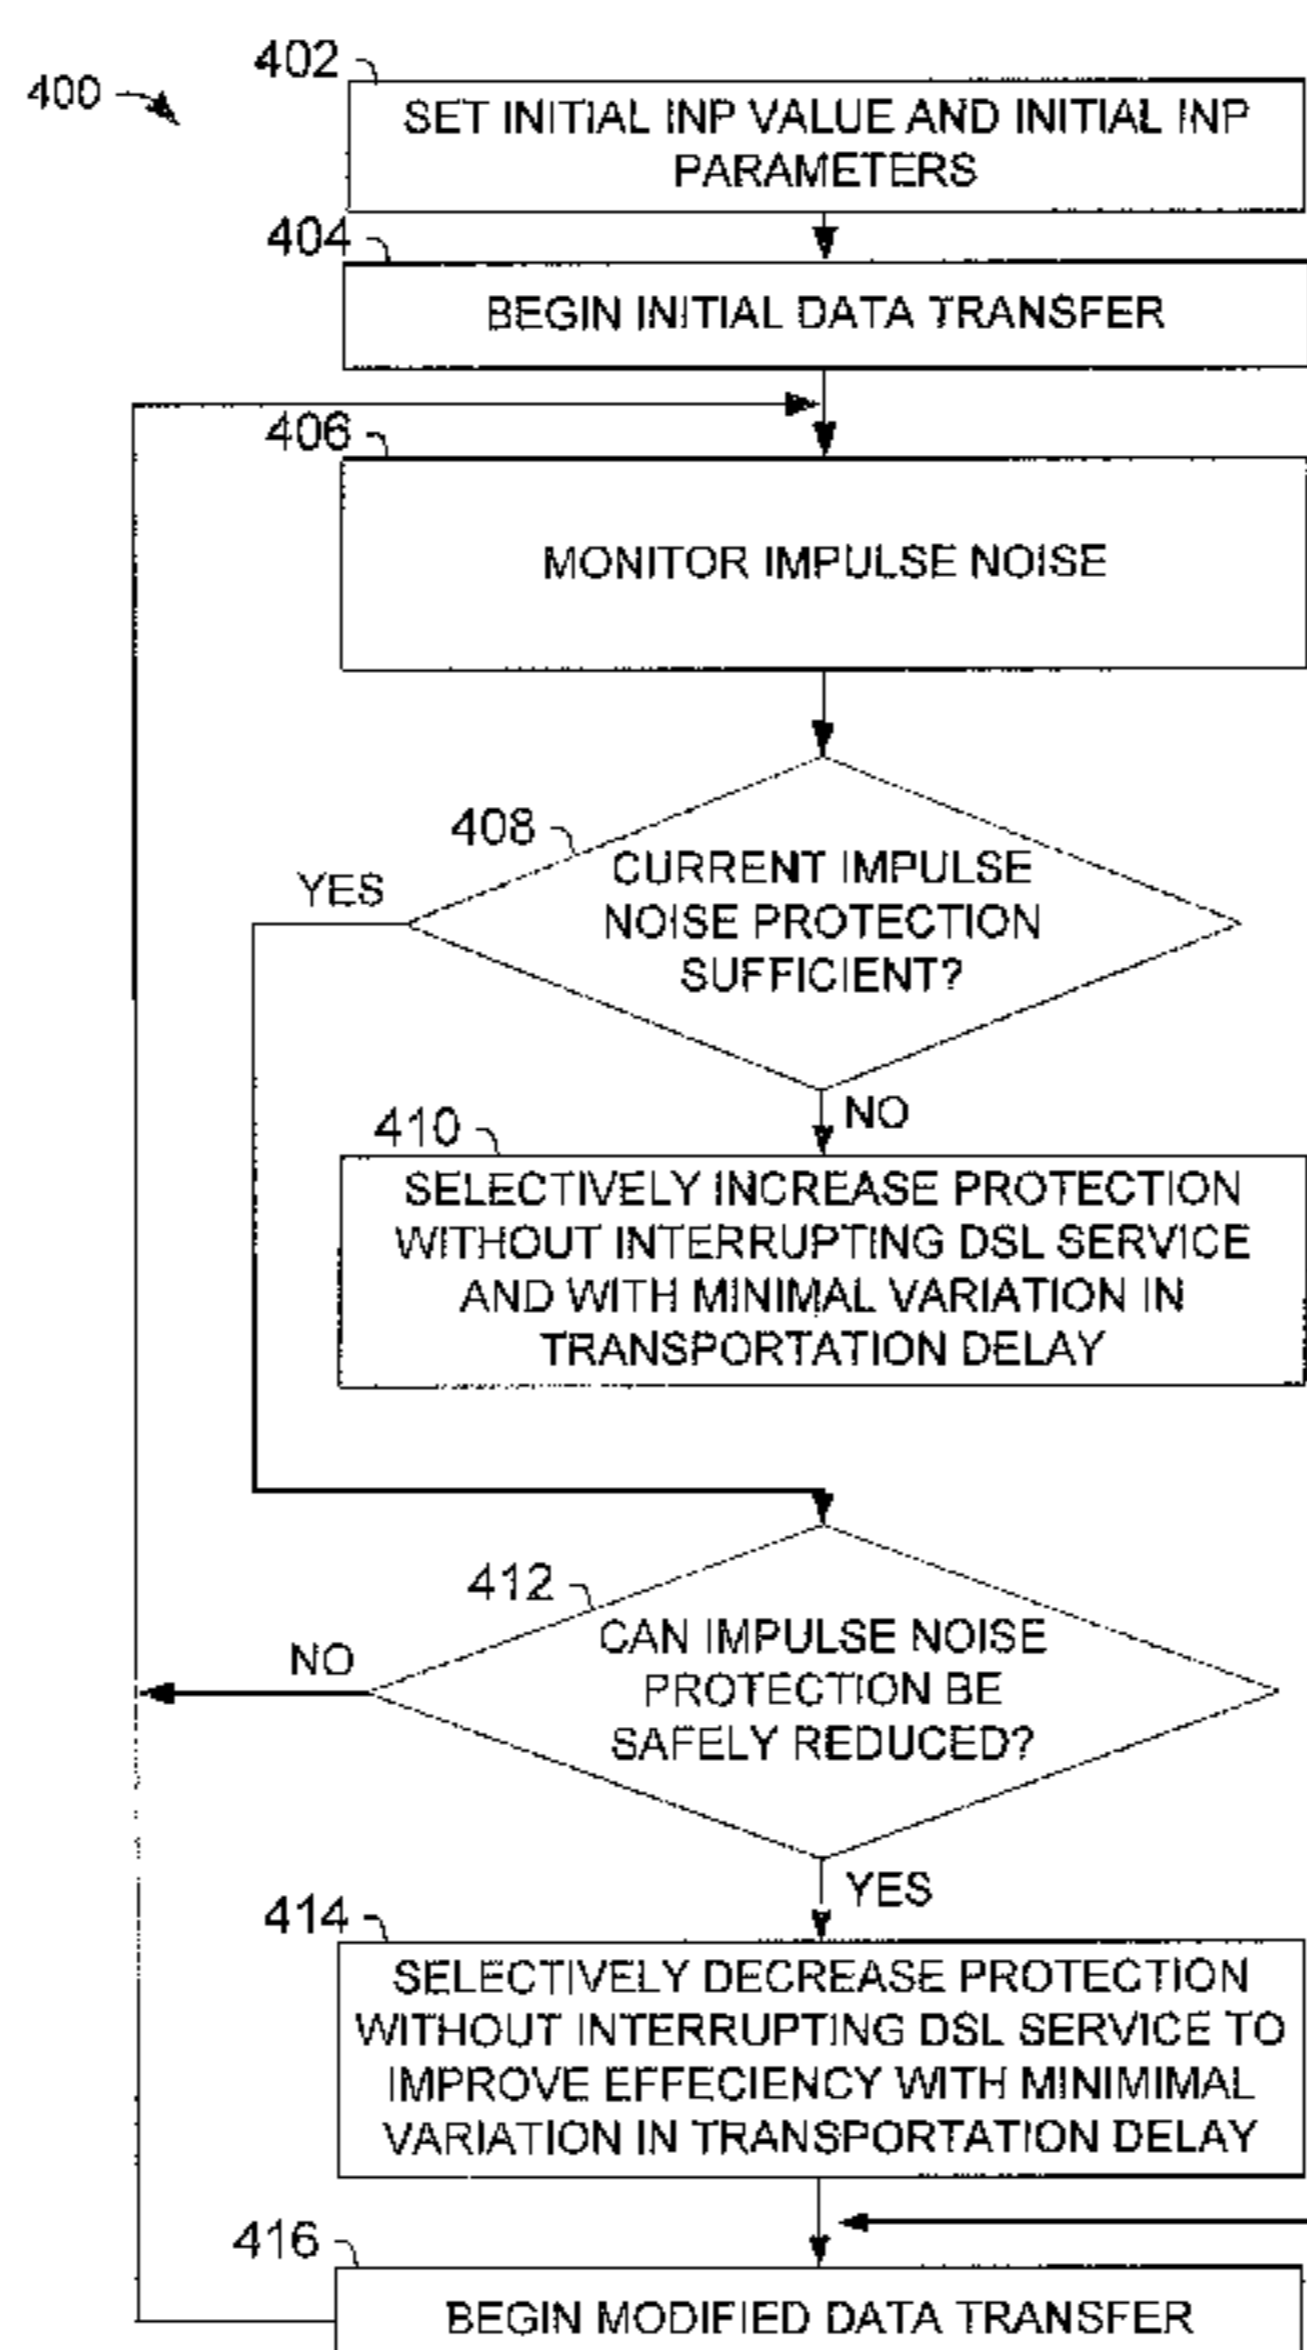 400
402
SET INITIAL INP VALUE AND INITIAL INP
PARAMETERS
404
BEGIN INITIAL DATA TRANSFER
406
MONITOR IMPULSE NOISE
408
CURRENT IMPULSE
NOISE PROTECTION
SUFFICIENT?
YES
NO
410
SELECTIVELY INCREASE PROTECTION
WITHOUT INTERRUPTING DSL SERVICE
AND WITH MINIMAL VARIATION IN
TRANSPORTATION DELAY
412
CAN IMPULSE NOISE
PROTECTION BE
SAFELY REDUCED?
NO
YES
414
SELECTIVELY DECREASE PROTECTION
WITHOUT INTERRUPTING DSL SERVICE TO
IMPROVE EFFECIENCY WITH MINIMIMAL
VARIATION IN TRANSPORTATION DELAY
416
BEGIN MODIFIED DATA TRANSFER